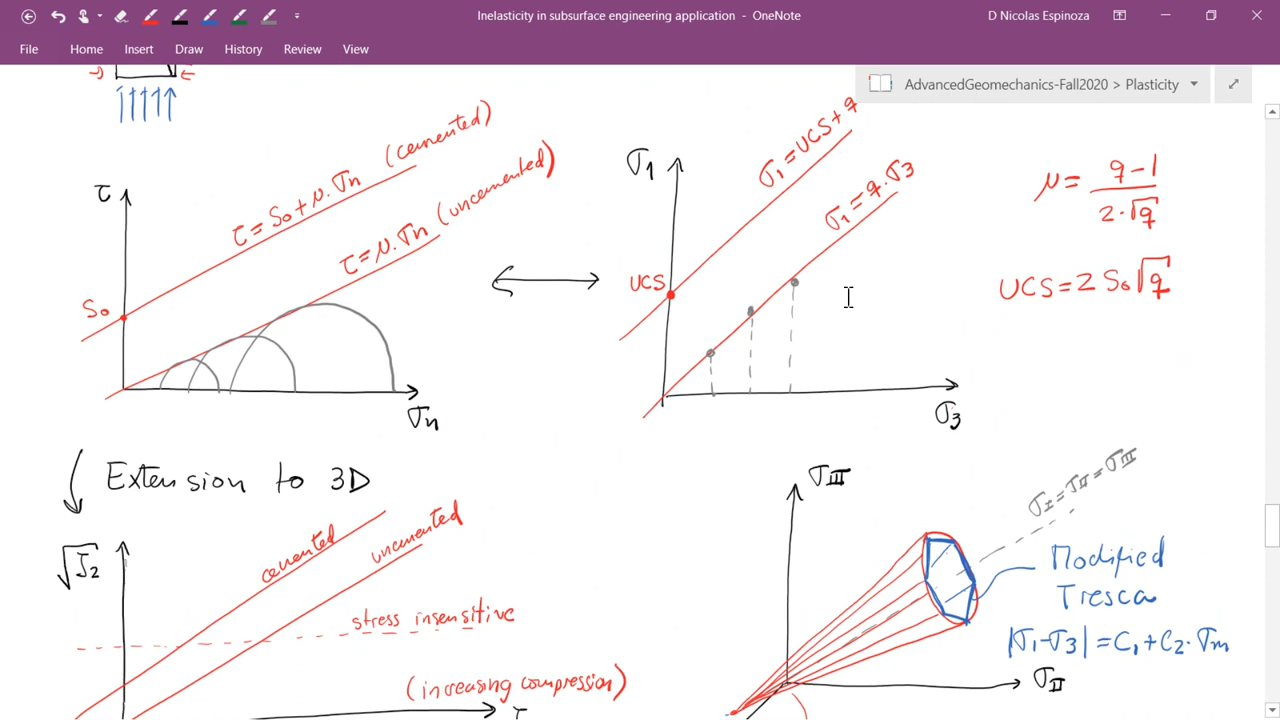 Inelasticity in subsurface engineering application - OneNote
D Nicolas Espinoza
File Home Insert Draw History Review View
AdvancedGeomechanics-Fall2020 > Plasticity
τ
τ = S₀ + μ·σn (cemented)
τ = μ·σn (uncemented)
S₀
σn
σ1
σ1 = UCS + q
σ1 = q·σ3
UCS
σ3
μ = (q-1)/(2·√q)
UCS = 2 S₀ √q
Extension to 3D
√J₂
cemented
uncemented
stress insensitive
(increasing compression)
σIII
σI = σII = σIII
Modified
Tresca
|σ1-σ3| = C₁ + C₂·σm
σII